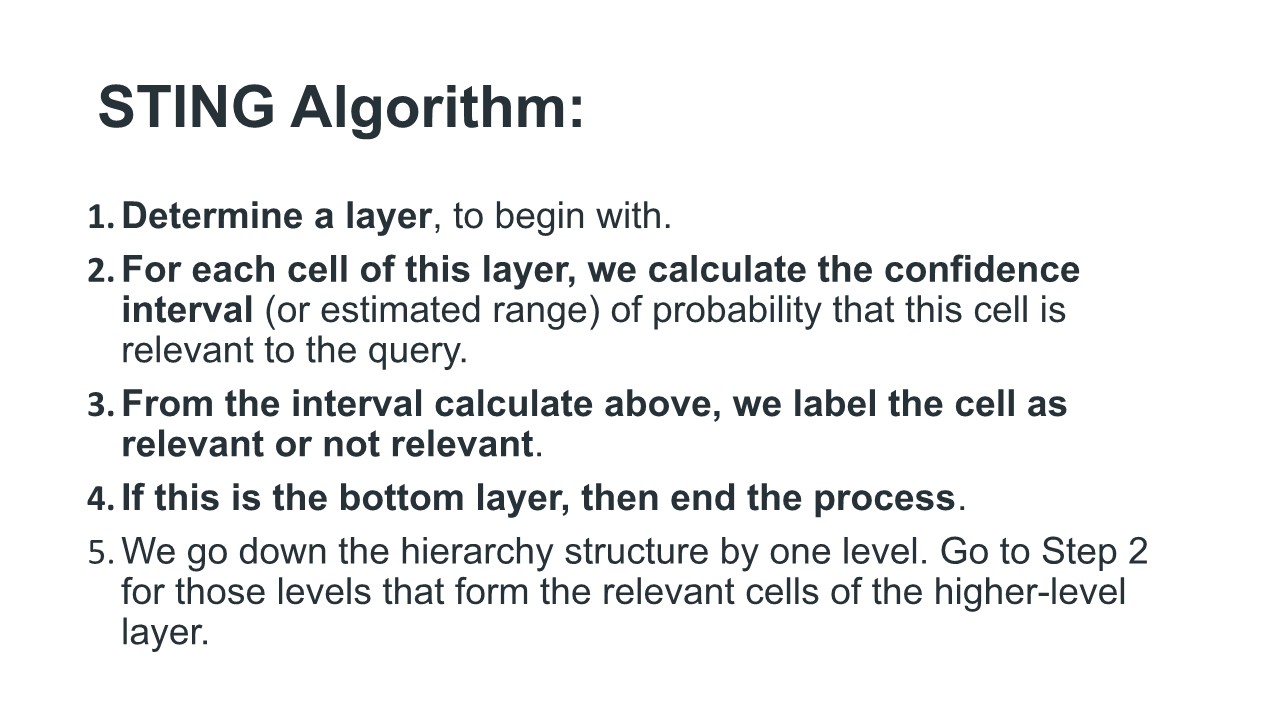 STING Algorithm:
1. Determine a layer, to begin with.
2. For each cell of this layer, we calculate the confidence
interval (or estimated range) of probability that this cell is
relevant to the query.
3. From the interval calculate above, we label the cell as
relevant or not relevant.
4. If this is the bottom layer, then end the process.
5. We go down the hierarchy structure by one level. Go to Step 2
for those levels that form the relevant cells of the higher-level
layer.